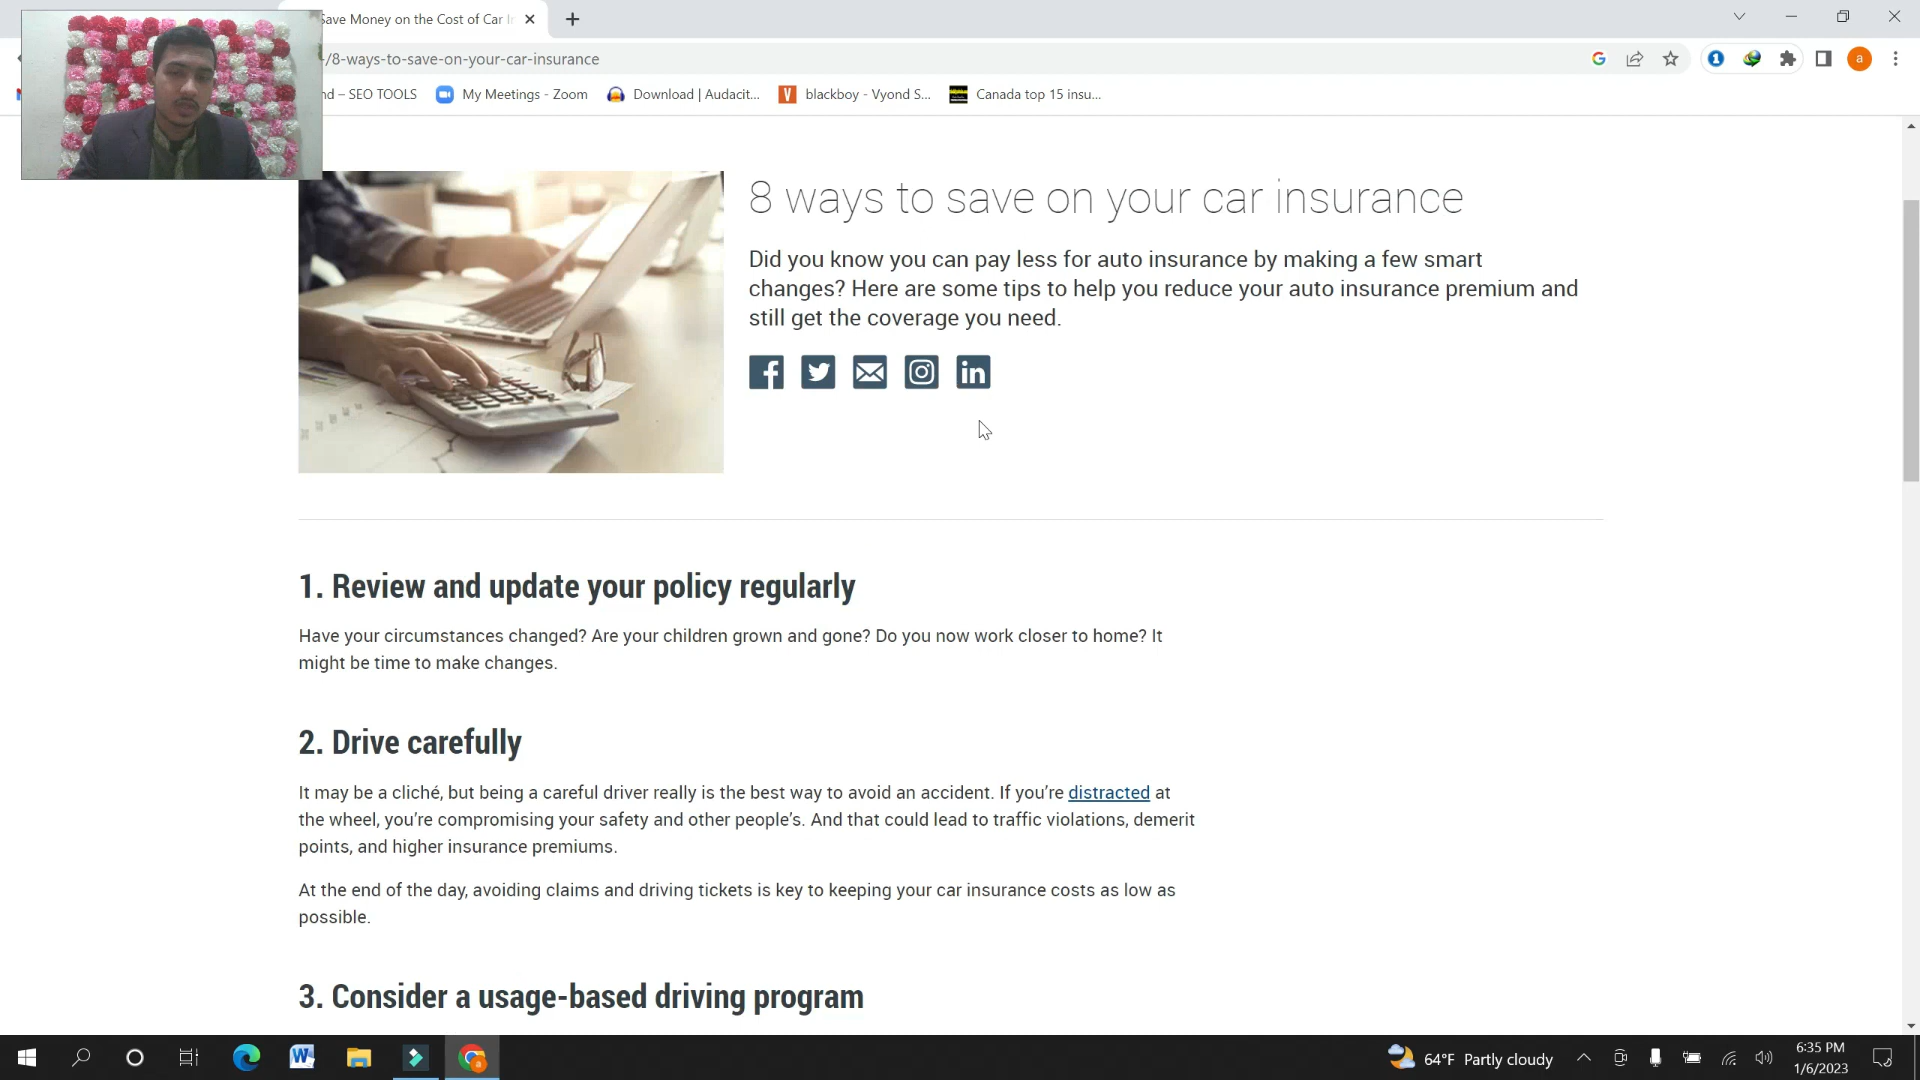 Save Money on the Cost of Car
/8-ways-to-save-on-your-car-insurance
a
nd – SEO TOOLS
My Meetings - Zoom
Download | Audacit...
blackboy - Vyond S...
Canada top 15 insu...
8 ways to save on your car insurance
Did you know you can pay less for auto insurance by making a few smart
changes? Here are some tips to help you reduce your auto insurance premium and
still get the coverage you need.
1. Review and update your policy regularly
Have your circumstances changed? Are your children grown and gone? Do you now work closer to home? It
might be time to make changes.
2. Drive carefully
It may be a cliché, but being a careful driver really is the best way to avoid an accident. If you’re distracted at
the wheel, you’re compromising your safety and other people’s. And that could lead to traffic violations, demerit
points, and higher insurance premiums.
At the end of the day, avoiding claims and driving tickets is key to keeping your car insurance costs as low as
possible.
3. Consider a usage-based driving program
64°F Partly cloudy
6:35 PM
1/6/2023